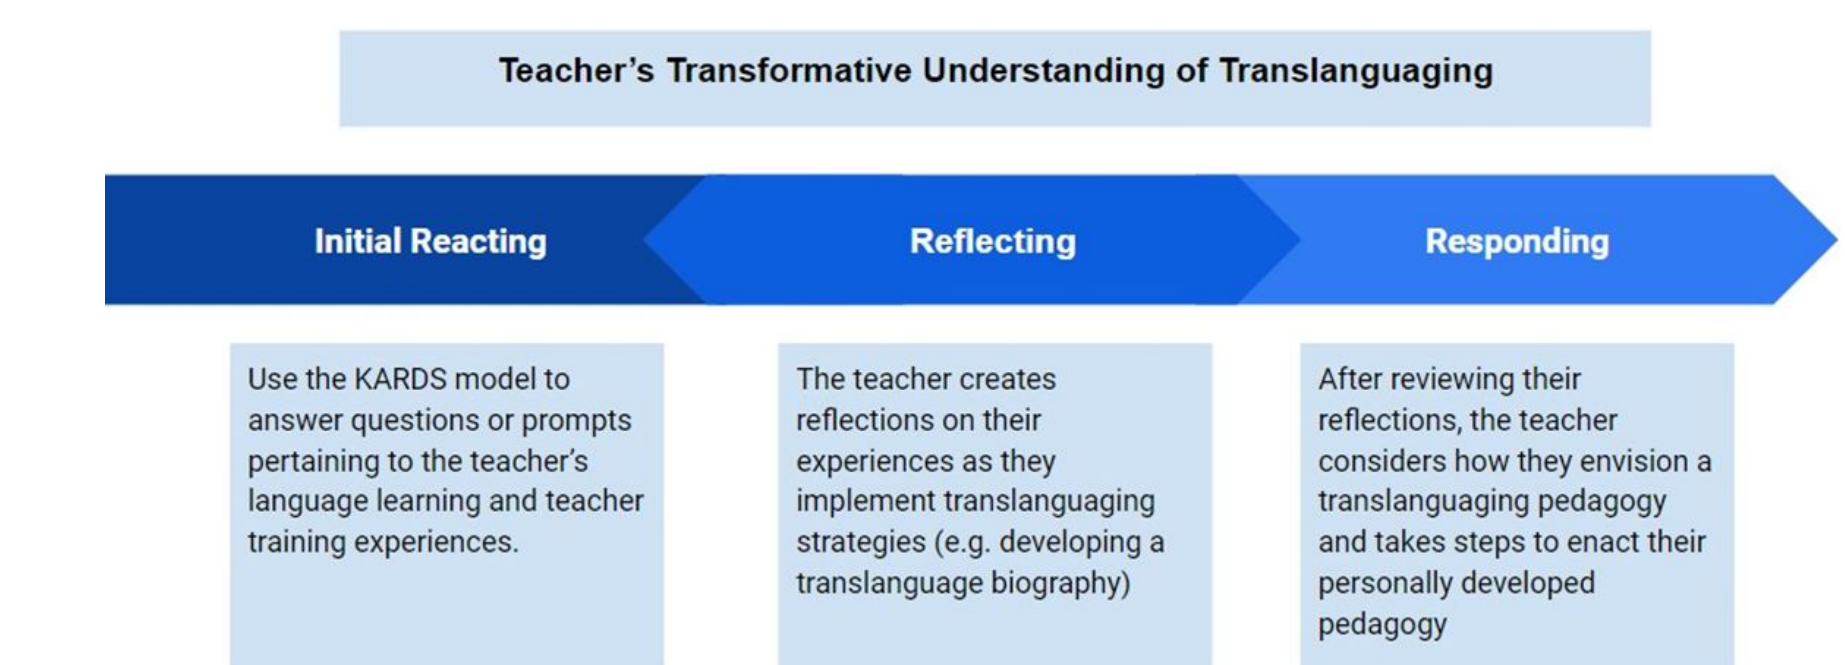 Teacher’s Transformative Understanding of Translanguaging
Initial Reacting
Reflecting
Responding
Use the KARDS model to
answer questions or prompts
pertaining to the teacher’s
language learning and teacher
training experiences.
The teacher creates
reflections on their
experiences as they
implement translanguaging
strategies (e.g. developing a
translanguage biography)
After reviewing their
reflections, the teacher
considers how they envision a
translanguaging pedagogy
and takes steps to enact their
personally developed
pedagogy